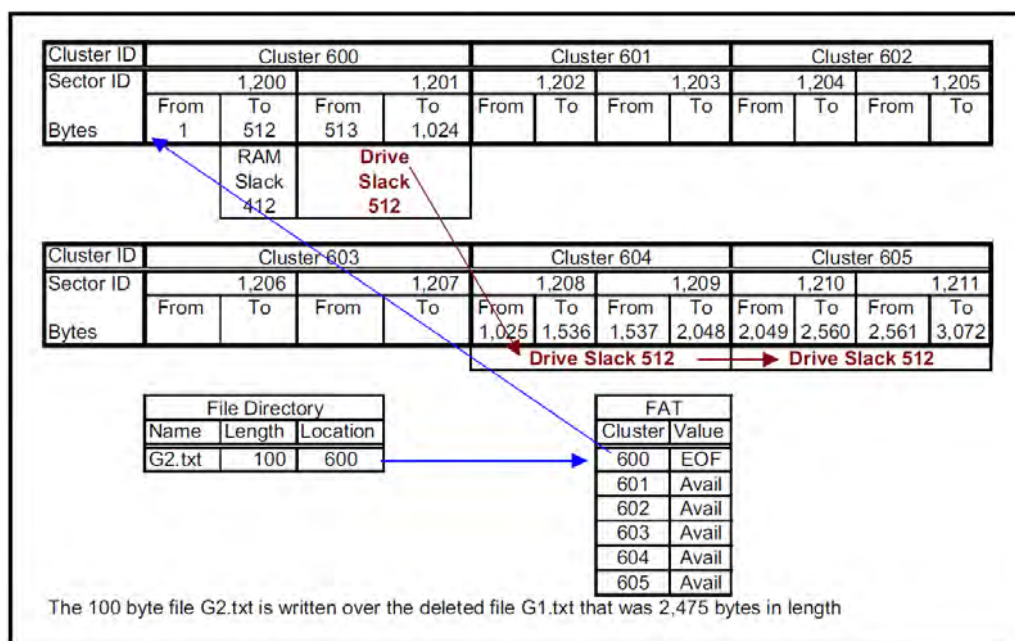 Cluster ID Cluster 600 Cluster 601 Cluster 602
Sector ID 1,200 1,201 1,202 1,203 1,204 1,205
From To From To From To From To From To From To
Bytes 1 512 513 1,024
RAM Drive
Slack Slack
412 512
Cluster ID Cluster 603 Cluster 604 Cluster 605
Sector ID 1,206 1,207 1,208 1,209 1,210 1,211
From To From To From To From To From To From To
Bytes 1,025 1,536 1,537 2,048 2,049 2,560 2,561 3,072
Drive Slack 512 Drive Slack 512
File Directory FAT
Name Length Location Cluster Value
G2.txt 100 600 600 EOF
601 Avail
602 Avail
603 Avail
604 Avail
605 Avail
The 100 byte file G2.txt is written over the deleted file G1.txt that was 2,475 bytes in length